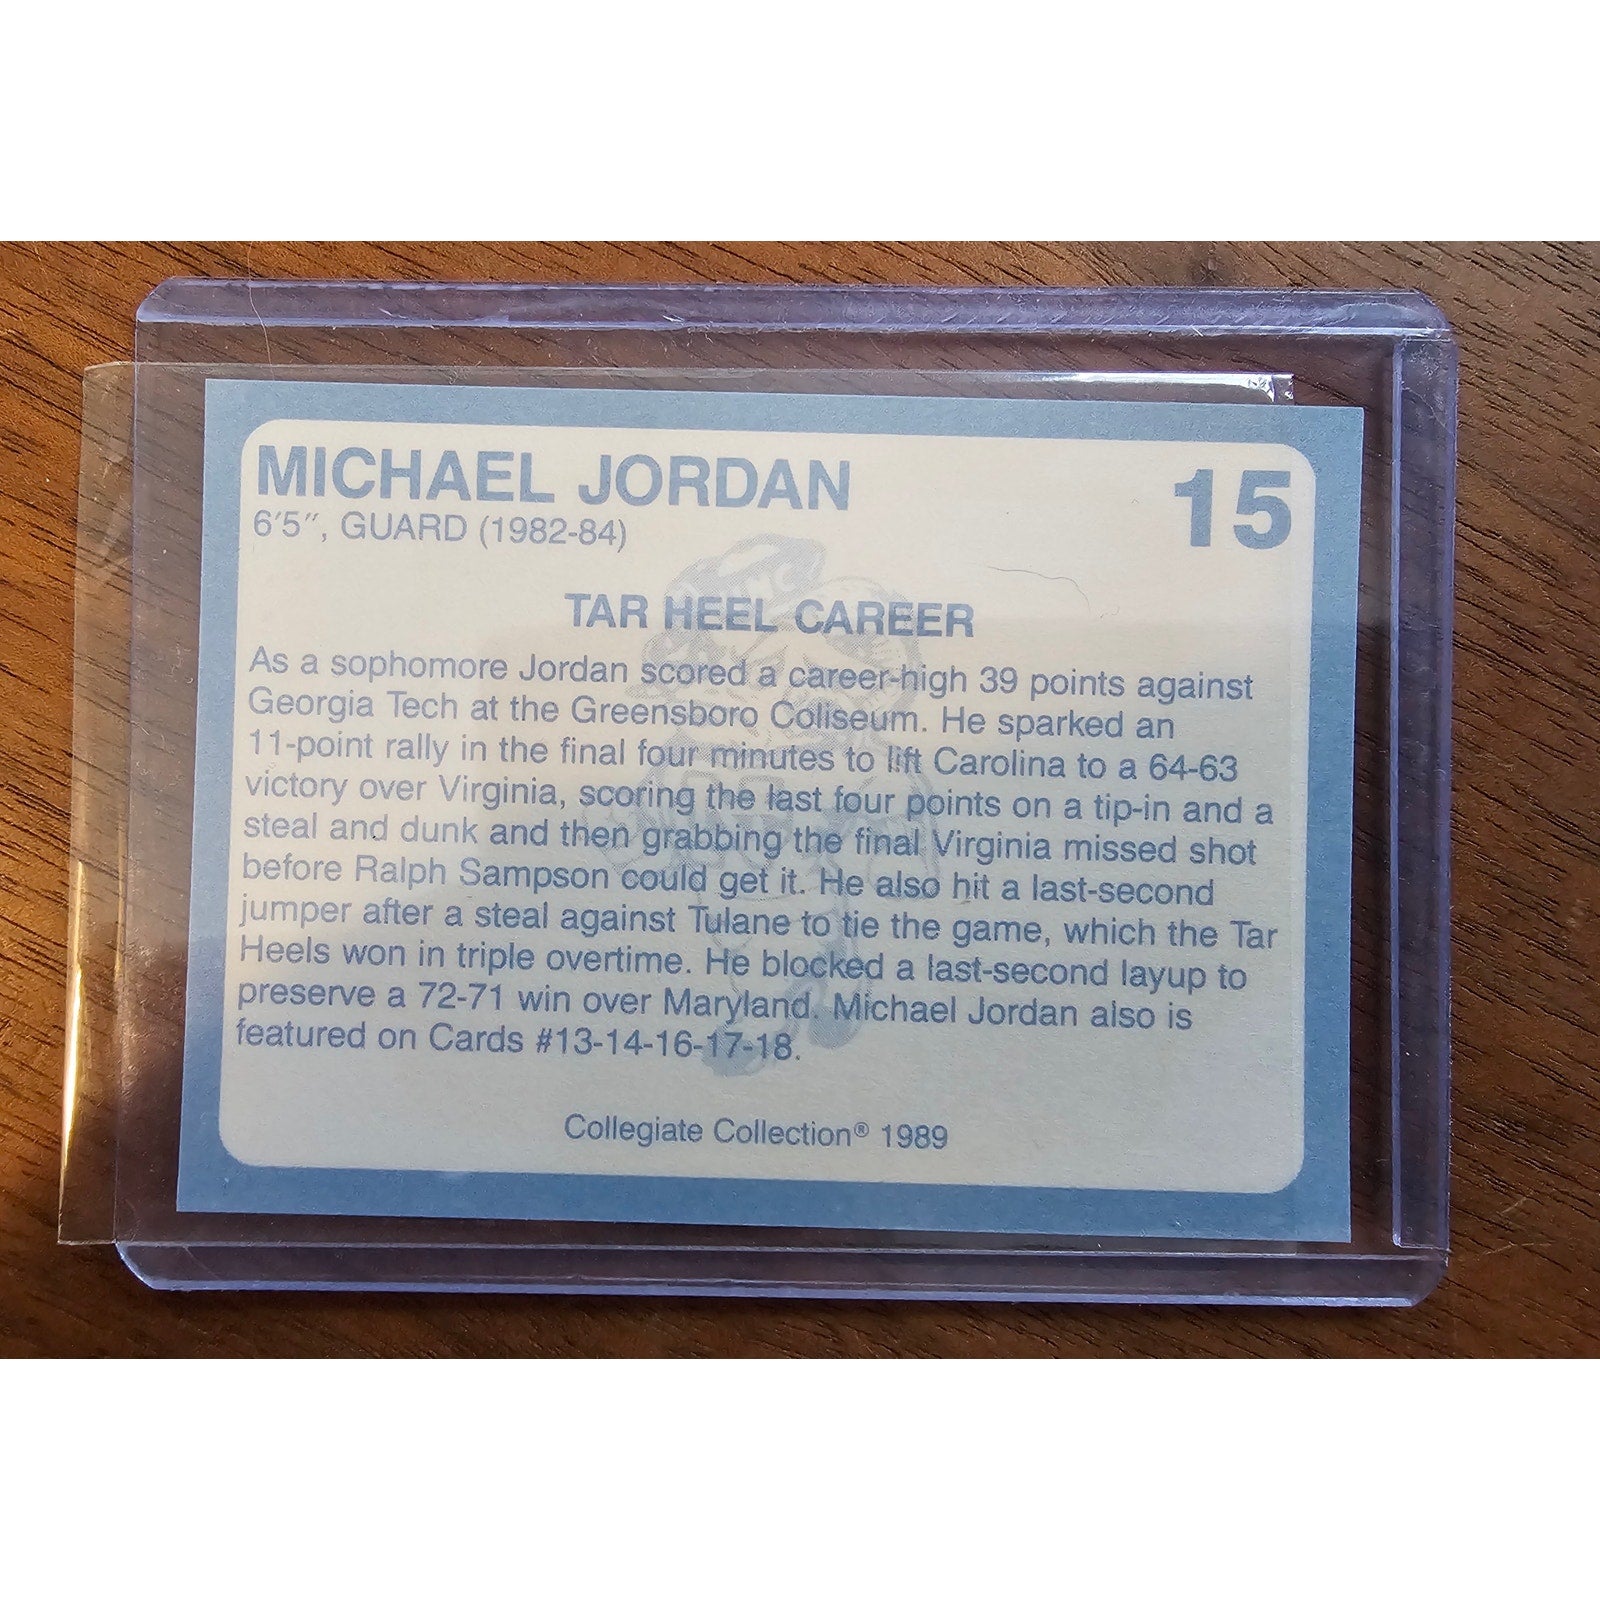 MICHAEL JORDAN
15
6'5", GUARD (1982-84)
TAR HEEL CAREER
As a sophomore Jordan scored a career-high 39 points against
Georgia Tech at the Greensboro Coliseum. He sparked an
11-point rally in the final four minutes to lift Carolina to a 64-63
victory over Virginia, scoring the last four points on a tip-in and a
steal and dunk and then grabbing the final Virginia missed shot
before Ralph Sampson could get it. He also hit a last-second
jumper after a steal against Tulane to tie the game, which the Tar
Heels won in triple overtime. He blocked a last-second layup to
preserve a 72-71 win over Maryland. Michael Jordan also is
featured on Cards #13-14-16-17-18.
Collegiate Collection® 1989